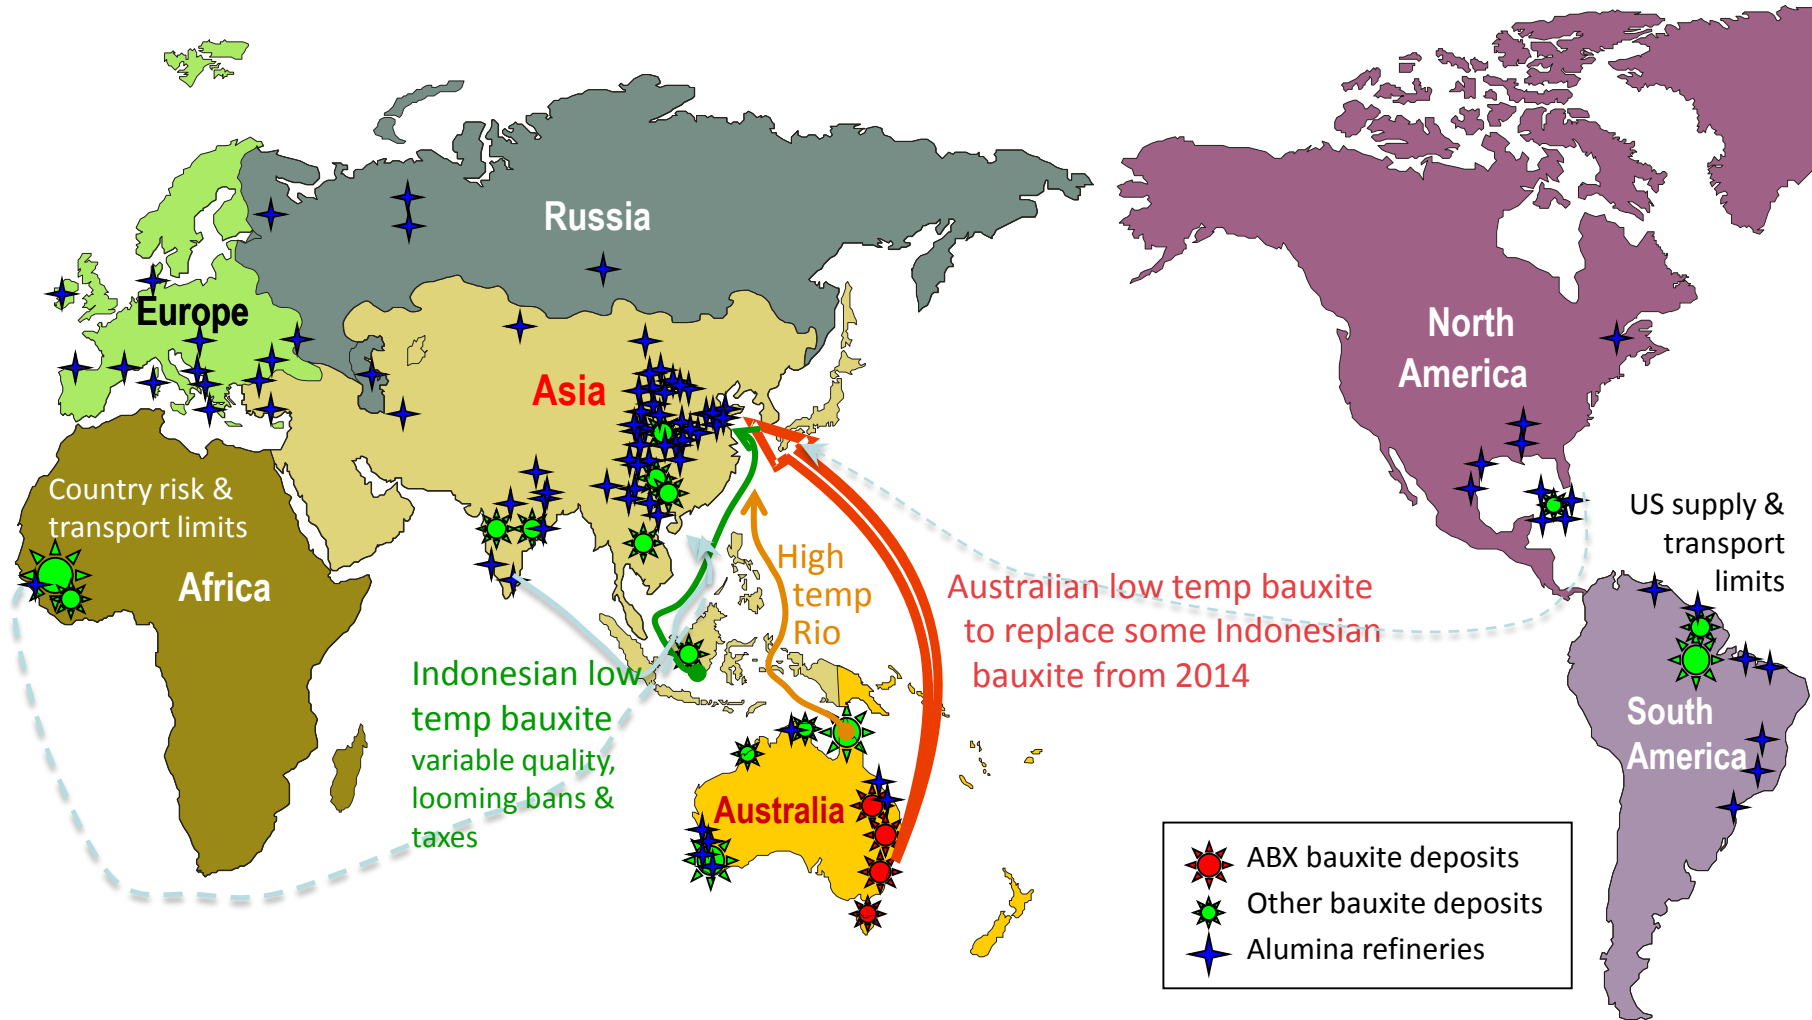 Russia
Europe
Asia
North
America
Country risk &
transport limits
Africa
US supply &
transport
limits
High
temp
Rio
Australian low temp bauxite
to replace some Indonesian
bauxite from 2014
Indonesian low
temp bauxite
variable quality,
looming bans &
taxes
Australia
South
America
ABX bauxite deposits
Other bauxite deposits
Alumina refineries